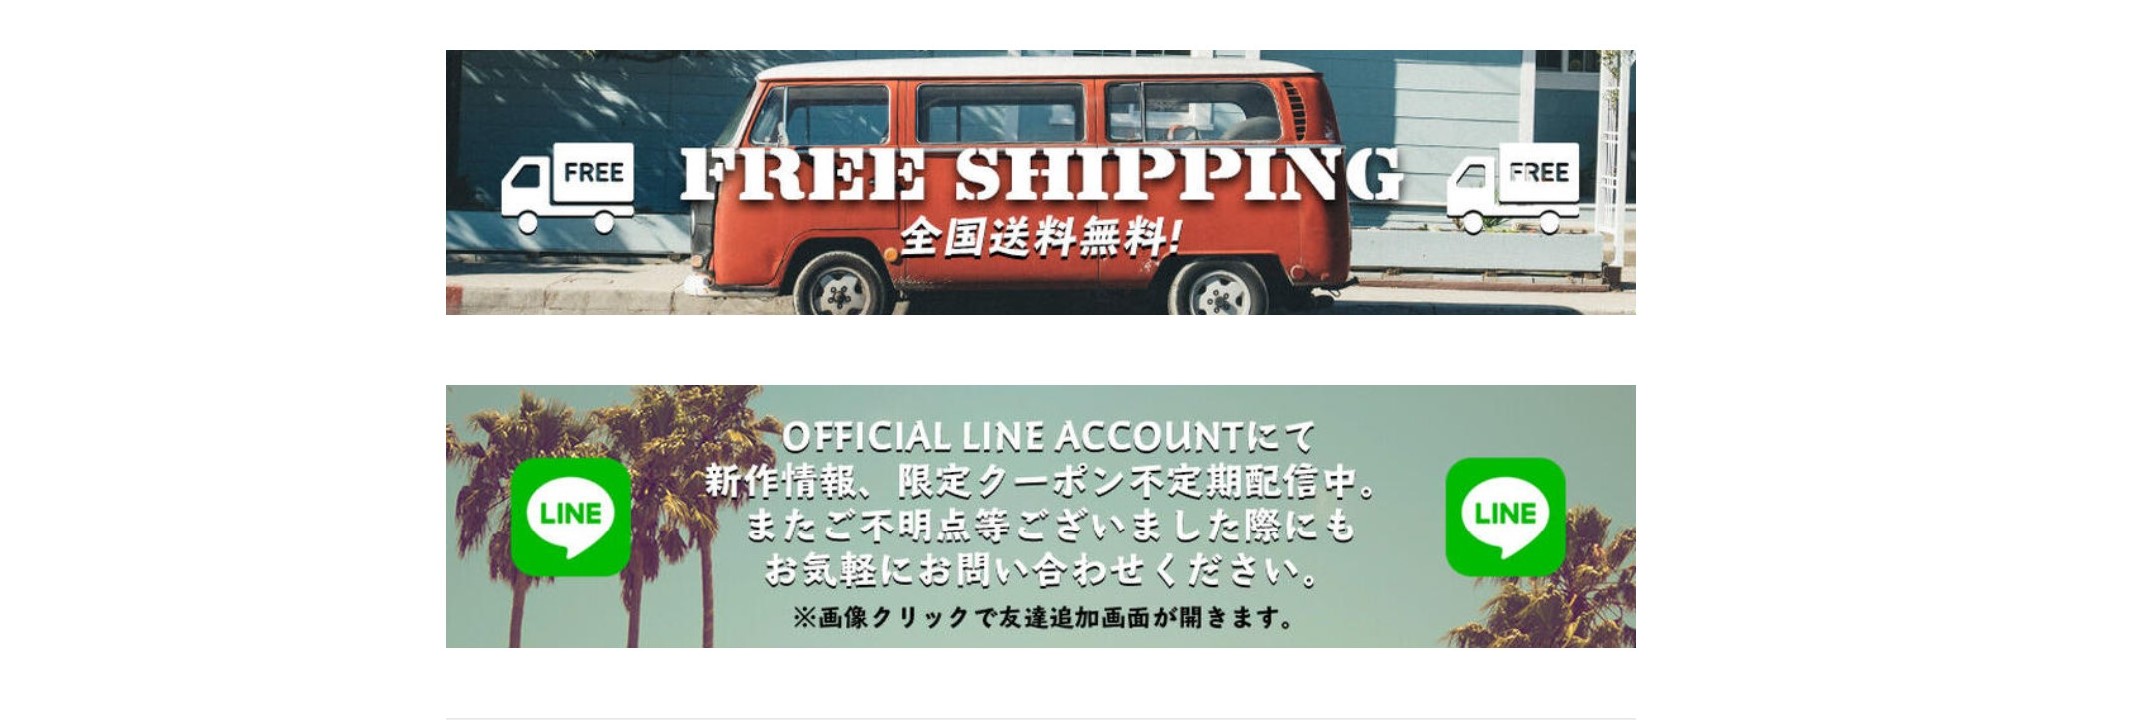 FREE
FREE SHIPPING
FREE
全国送料無料!
OFFICIAL LINE ACCOUNTにて
新作情報、限定クーポン不定期配信中。
またご不明点等ございました際にも
お気軽にお問い合わせください。
※画像クリックで友達追加画面が開きます。
LINE
LINE